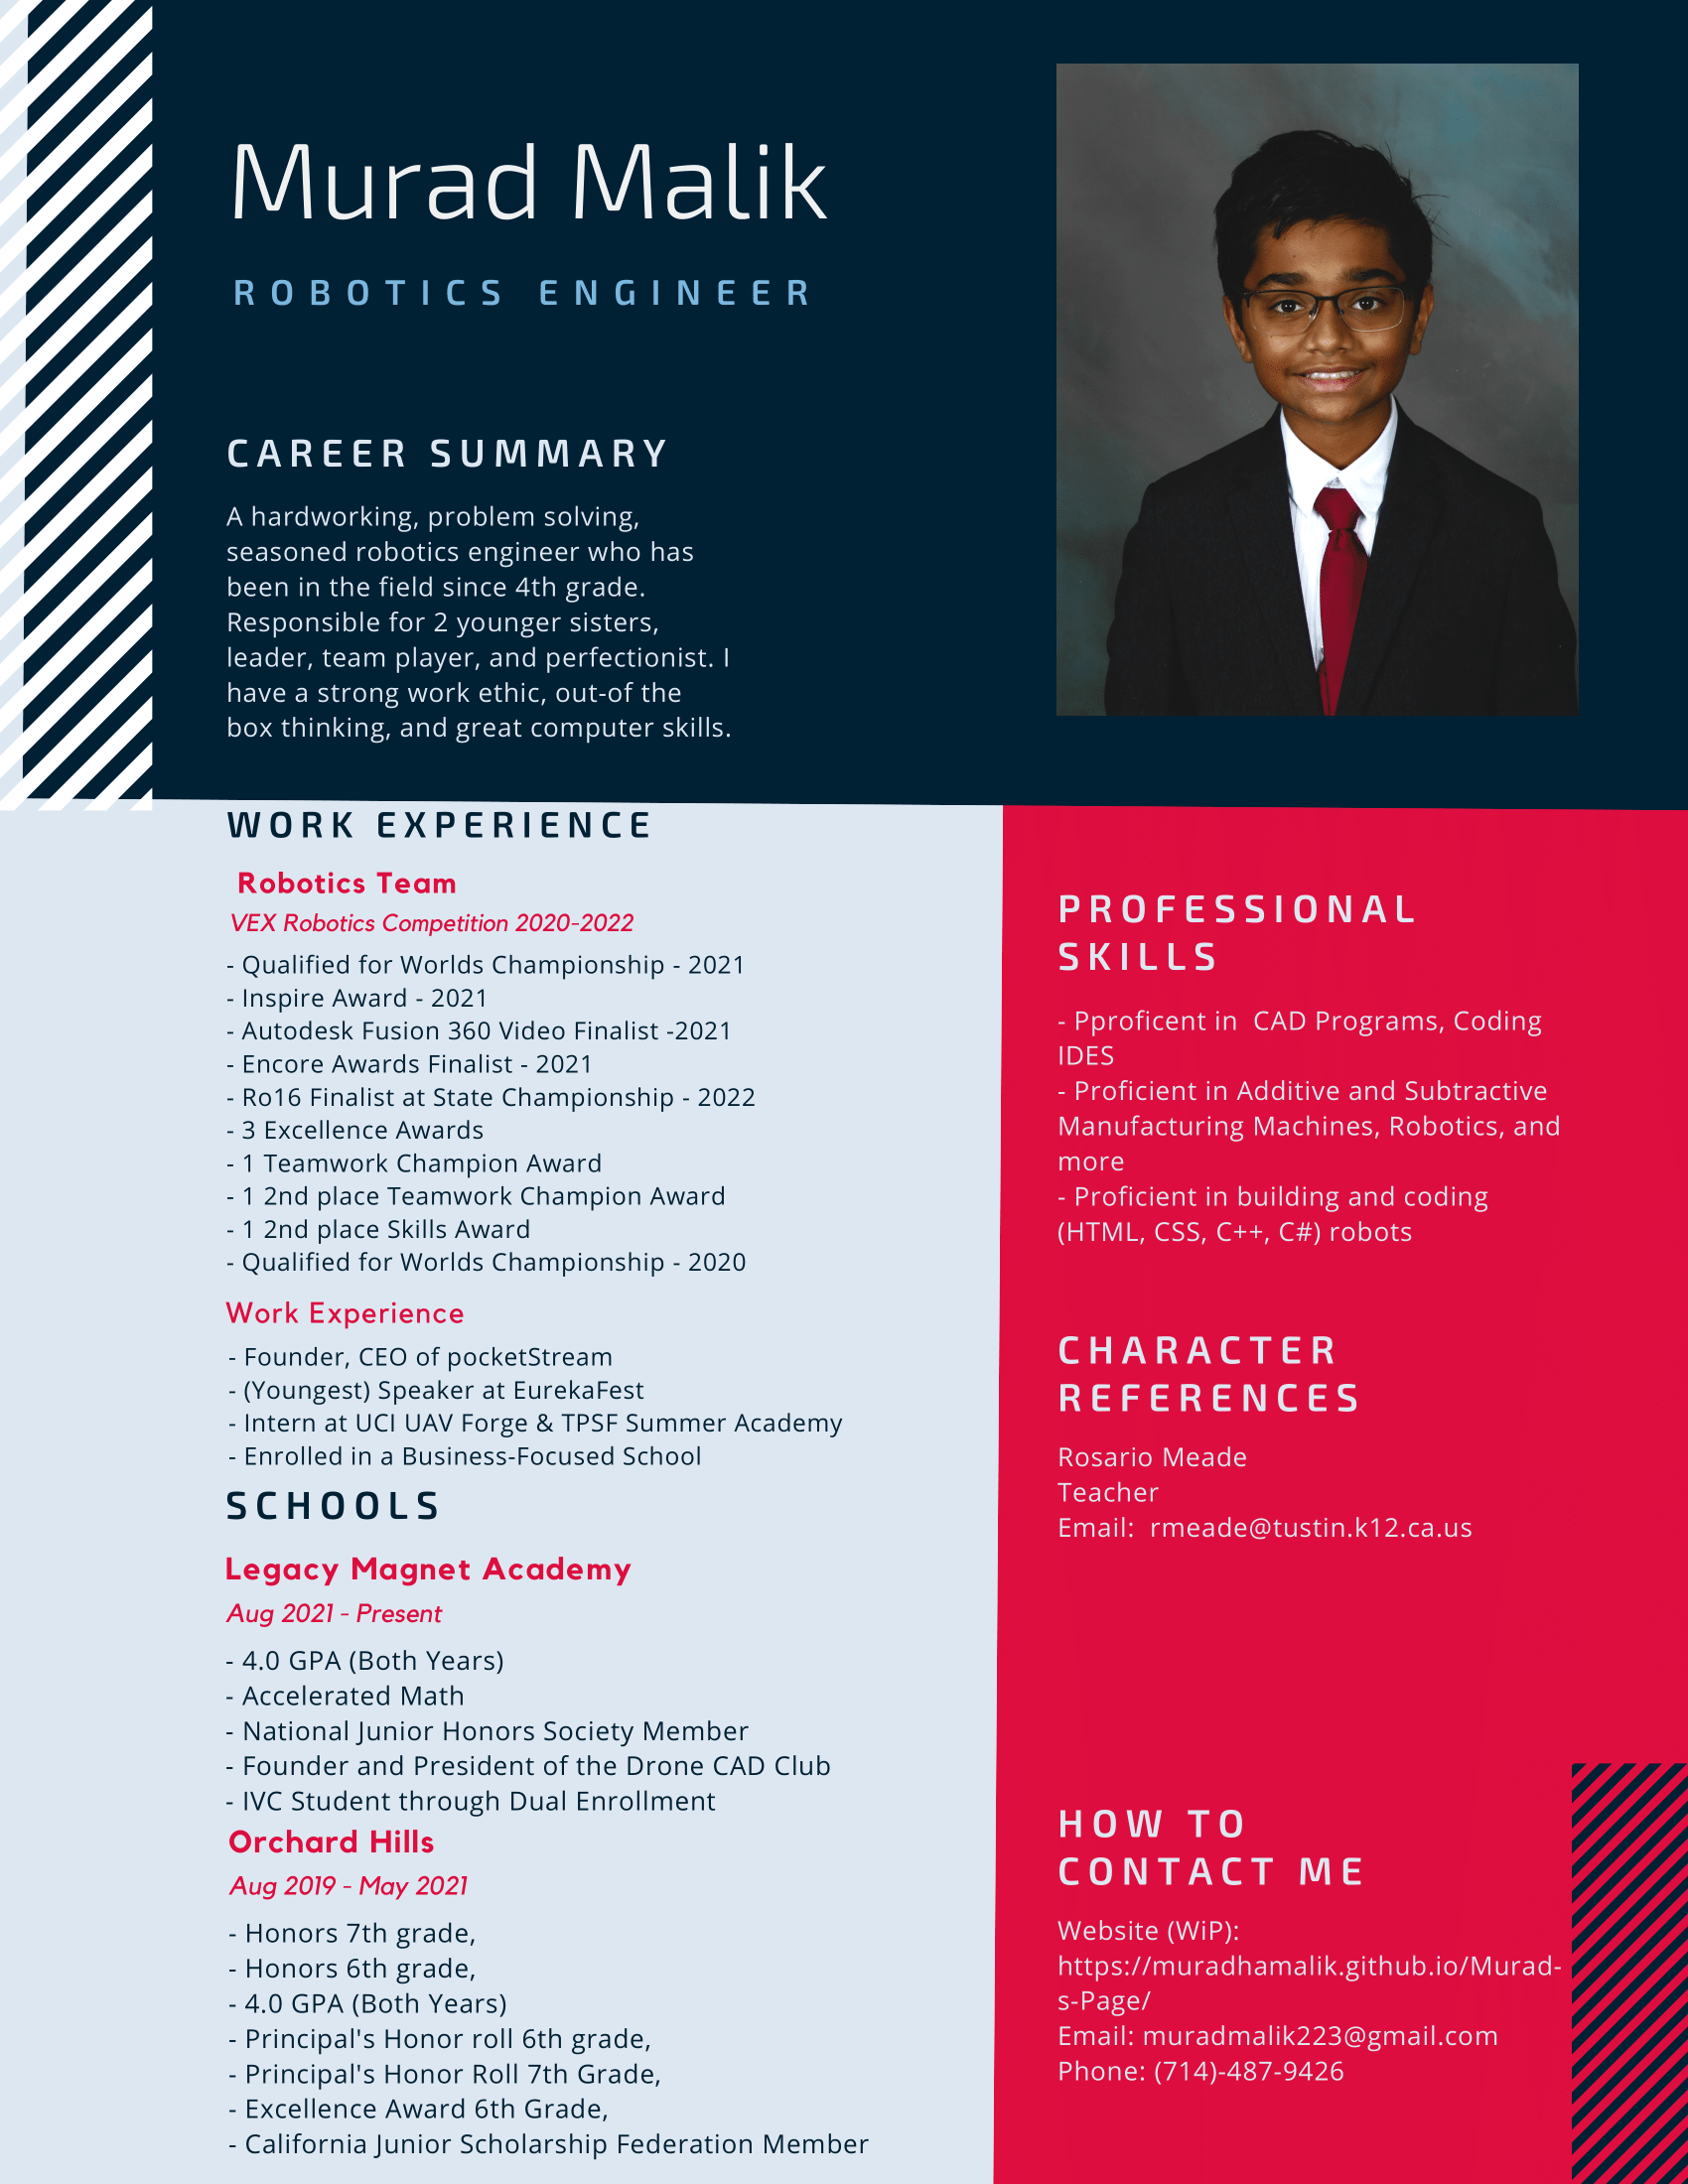 Murad Malik
ROBOTICS ENGINEER
CAREER SUMMARY
A hardworking, problem solving,
seasoned robotics engineer who has
been in the field since 4th grade.
Responsible for 2 younger sisters,
leader, team player, and perfectionist. I
have a strong work ethic, out-of the
box thinking, and great computer skills.
WORK EXPERIENCE
Robotics Team
VEX Robotics Competition 2020-2022
- Qualified for Worlds Championship - 2021
- Inspire Award - 2021
- Autodesk Fusion 360 Video Finalist -2021
- Encore Awards Finalist - 2021
- Ro16 Finalist at State Championship - 2022
- 3 Excellence Awards
- 1 Teamwork Champion Award
- 1 2nd place Teamwork Champion Award
- 1 2nd place Skills Award
- Qualified for Worlds Championship - 2020
Work Experience
- Founder, CEO of pocketStream
- (Youngest) Speaker at EurekaFest
- Intern at UCI UAV Forge & TPSF Summer Academy
- Enrolled in a Business-Focused School
SCHOOLS
Legacy Magnet Academy
Aug 2021 - Present
- 4.0 GPA (Both Years)
- Accelerated Math
- National Junior Honors Society Member
- Founder and President of the Drone CAD Club
- IVC Student through Dual Enrollment
Orchard Hills
Aug 2019 - May 2021
- Honors 7th grade,
- Honors 6th grade,
- 4.0 GPA (Both Years)
- Principal's Honor roll 6th grade,
- Principal's Honor Roll 7th Grade,
- Excellence Award 6th Grade,
- California Junior Scholarship Federation Member
PROFESSIONAL
SKILLS
- Pproficent in  CAD Programs, Coding
IDES
- Proficient in Additive and Subtractive
Manufacturing Machines, Robotics, and
more
- Proficient in building and coding
(HTML, CSS, C++, C#) robots
CHARACTER
REFERENCES
Rosario Meade
Teacher
Email:  rmeade@tustin.k12.ca.us
HOW TO
CONTACT ME
Website (WiP):
https://muradhamalik.github.io/Murad-
s-Page/
Email: muradmalik223@gmail.com
Phone: (714)-487-9426